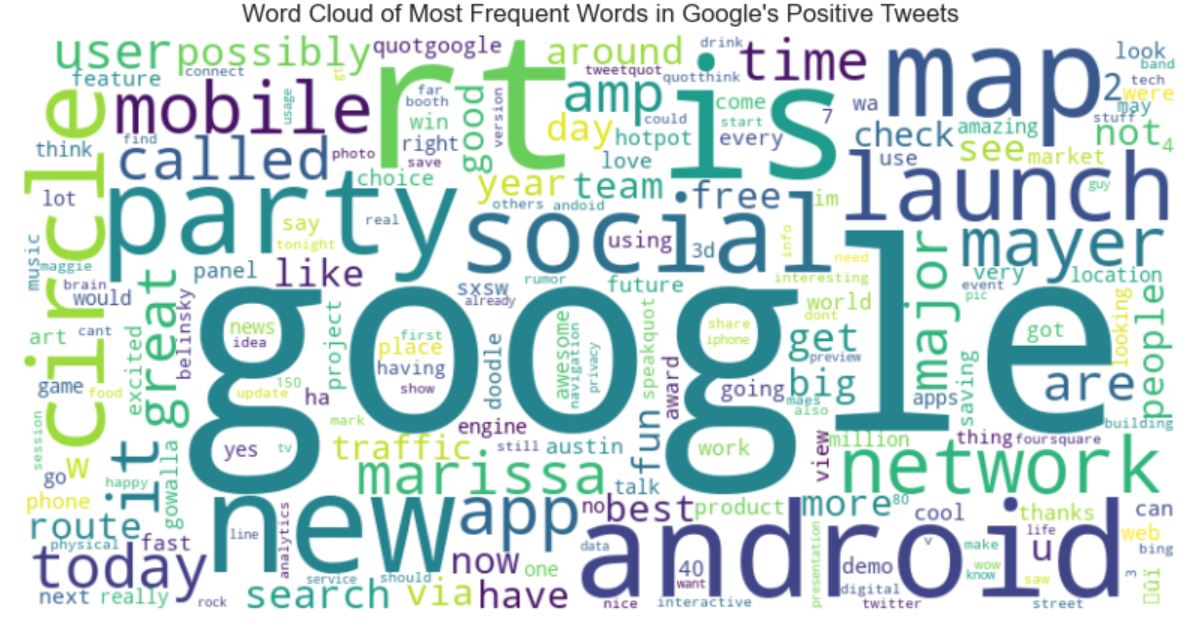 Word Cloud of Most Frequent Words in Google's Positive Tweets
user possibly quotgoogle rt around drink time map look
feature connect gt tweetquot quotthink is band
circle mobile usage far booth good version amp come could 7 wa 2 tech were may
think find win day hotpot start every check amazing stuff not 4
called photo right save love use see market
lot party choice year team free im launch guy
say real others andoid social
music tonight using 3d info need mayer
maggie panel like sxsw rumor future interesting major very location
brain would already event
great belinsky google world pic
art cant excited news idea project first place doodle awesome navigation privacy speakquot share iphone dont get preview got looking people
game food having show award going big maes also apps saving are
update 150 ha
session yes tv mark engine building
it gowalla traffic still austin fun work view million thing foursquare
go w happy marissa talk network
phone new app no best product more 80 cool thanks can
route line analytics android v life web
physical fast now data presentation make u bing
today one 40 want demo wow know saw 3
next really rock service should search via have nice interactive digital twitter street